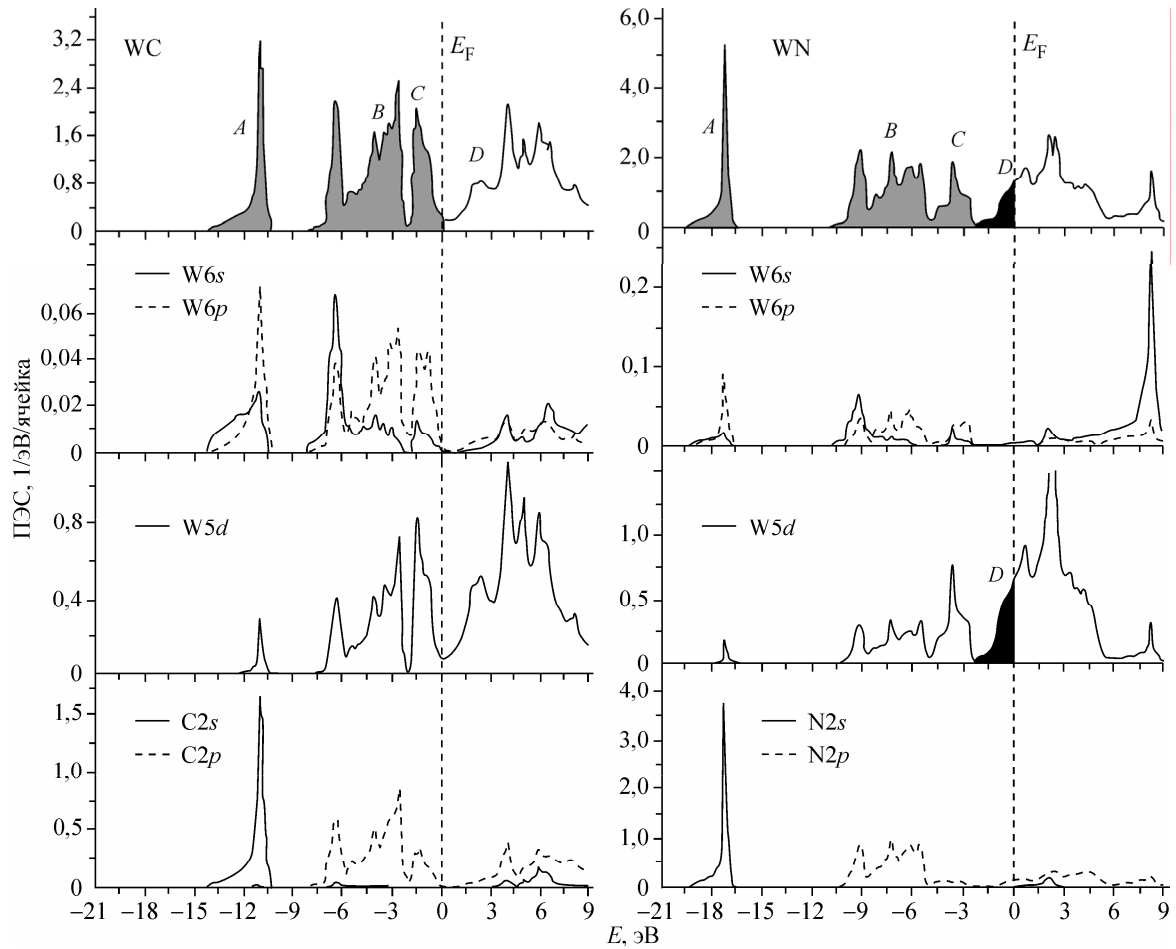 WC
E_F
A
B
C
D
3,2
2,4
1,6
0,8
0
WN
E_F
A
B
C
D
6,0
4,0
2,0
0
W6s
W6p
0,06
0,04
0,02
0
W6s
W6p
0,2
0,1
0
W5d
0,8
0,4
0
W5d
D
1,0
0,5
0
C2s
C2p
1,5
1,0
0,5
0
N2s
N2p
4,0
3,0
2,0
1,0
0
ПЭС, 1/эВ/ячейка
–21 –18 –15 –12 –9 –6 –3 0 3 6 9
–21 –18 –15 –12 –9 –6 –3 0 3 6 9
E, эВ